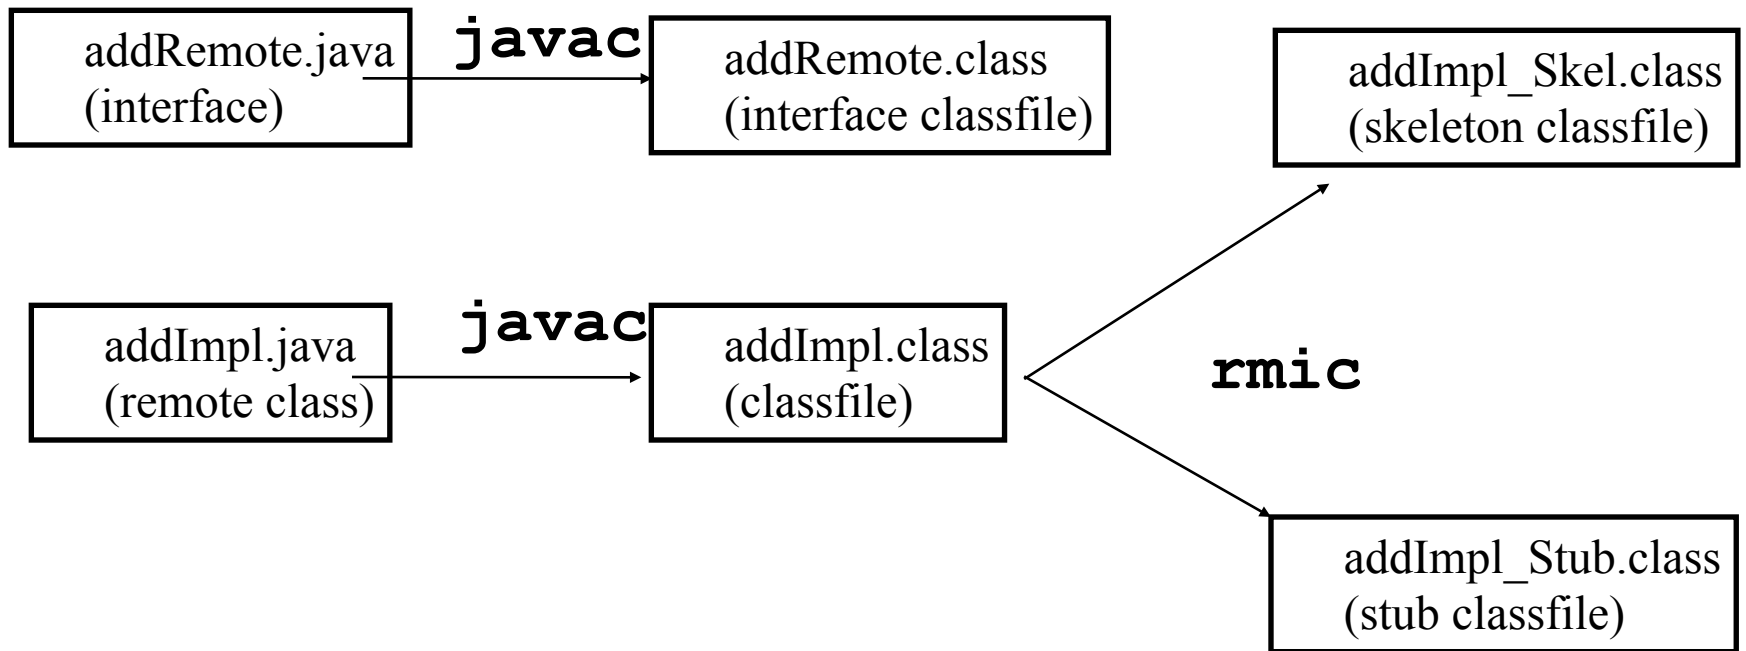 addRemote.java
(interface)
javac
addRemote.class
(interface classfile)
addImpl_Skel.class
(skeleton classfile)
addImpl.java
(remote class)
javac
addImpl.class
(classfile)
rmic
addImpl_Stub.class
(stub classfile)